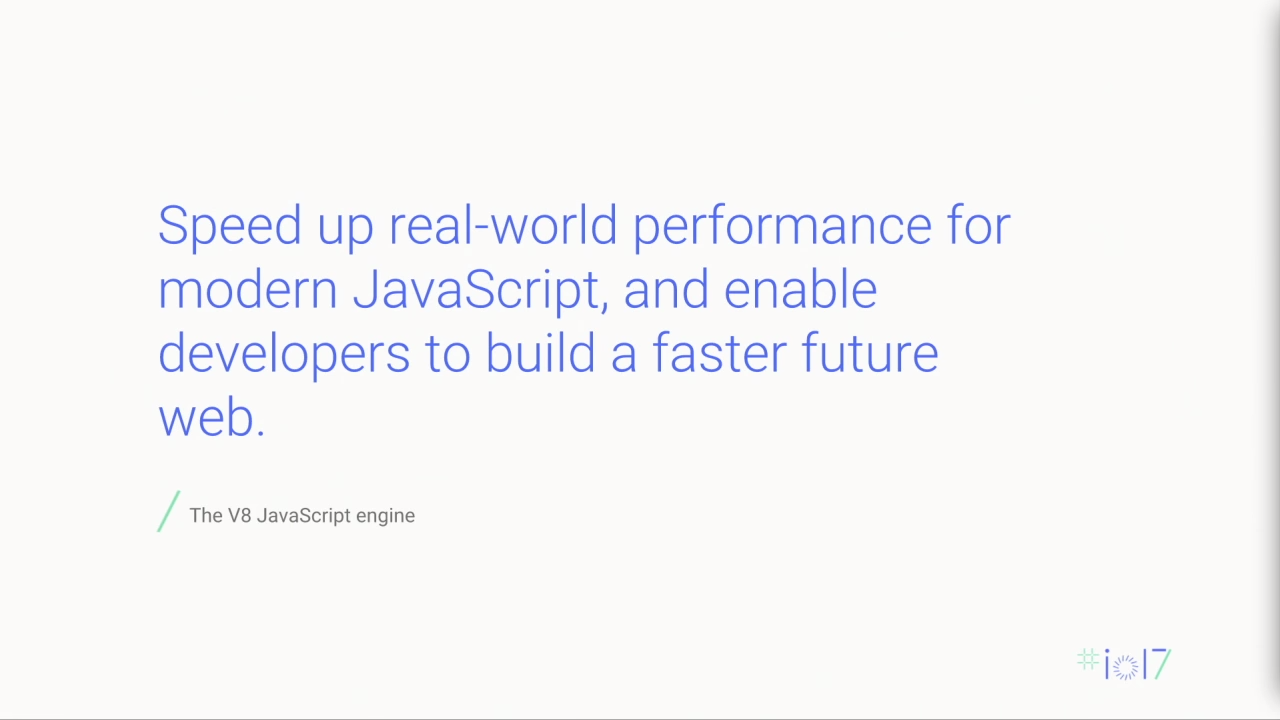 Speed up real-world performance for
modern JavaScript, and enable
developers to build a faster future
web.
The V8 JavaScript engine
#io17